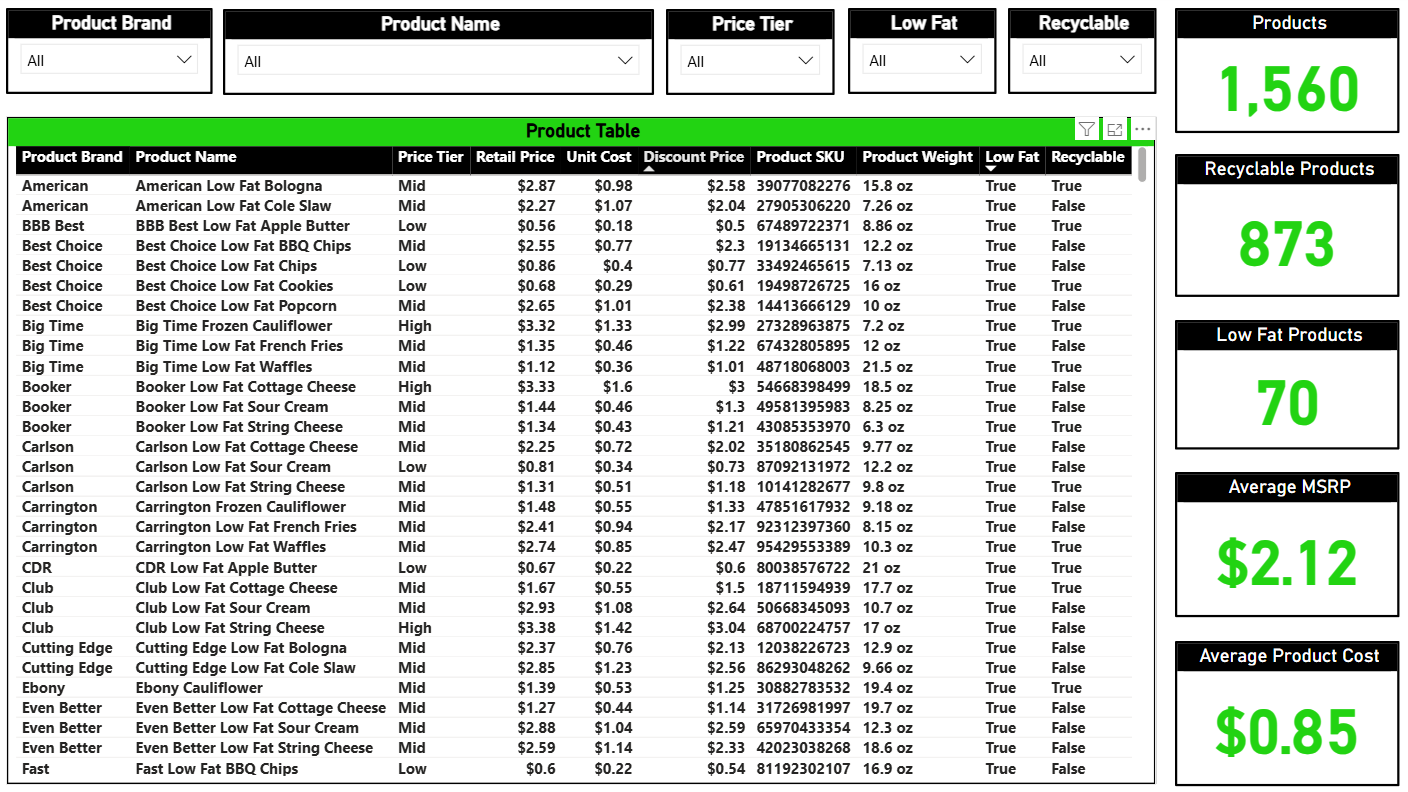 Product Brand Product Name Price Tier Low Fat Recyclable Products
All All All All All
1,560
Product Table
Product Brand Product Name Price Tier Retail Price Unit Cost Discount Price Product SKU Product Weight Low Fat Recyclable
American American Low Fat Bologna Mid $2.87 $0.98 $2.58 39077082276 15.8 oz True True
American American Low Fat Cole Slaw Mid $2.27 $1.07 $2.04 27905306220 7.26 oz True False
BBB Best BBB Best Low Fat Apple Butter Low $0.56 $0.18 $0.5 67489722371 8.86 oz True True
Best Choice Best Choice Low Fat BBQ Chips Mid $2.55 $0.77 $2.3 19134665131 12.2 oz True False
Best Choice Best Choice Low Fat Chips Low $0.86 $0.4 $0.77 33492465615 7.13 oz True False
Best Choice Best Choice Low Fat Cookies Low $0.68 $0.29 $0.61 19498726725 16 oz True True
Best Choice Best Choice Low Fat Popcorn Mid $2.65 $1.01 $2.38 14413666129 10 oz True False
Big Time Big Time Frozen Cauliflower High $3.32 $1.33 $2.99 27328963875 7.2 oz True True
Big Time Big Time Low Fat French Fries Mid $1.35 $0.46 $1.22 67432805895 12 oz True False
Big Time Big Time Low Fat Waffles Mid $1.12 $0.36 $1.01 48718068003 21.5 oz True True
Booker Booker Low Fat Cottage Cheese High $3.33 $1.6 $3 54668398499 18.5 oz True False
Booker Booker Low Fat Sour Cream Mid $1.44 $0.46 $1.3 49581395983 8.25 oz True False
Booker Booker Low Fat String Cheese Mid $1.34 $0.43 $1.21 43085353970 6.3 oz True True
Carlson Carlson Low Fat Cottage Cheese Mid $2.25 $0.72 $2.02 35180862545 9.77 oz True False
Carlson Carlson Low Fat Sour Cream Low $0.81 $0.34 $0.73 87092131972 12.2 oz True False
Carlson Carlson Low Fat String Cheese Mid $1.31 $0.51 $1.18 10141282677 9.8 oz True True
Carrington Carrington Frozen Cauliflower Mid $1.48 $0.55 $1.33 47851617932 9.18 oz True False
Carrington Carrington Low Fat French Fries Mid $2.41 $0.94 $2.17 92312397360 8.15 oz True False
Carrington Carrington Low Fat Waffles Mid $2.74 $0.85 $2.47 95429553389 10.3 oz True True
CDR CDR Low Fat Apple Butter Low $0.67 $0.22 $0.6 80038576722 21 oz True True
Club Club Low Fat Cottage Cheese Mid $1.67 $0.55 $1.5 18711594939 17.7 oz True True
Club Club Low Fat Sour Cream Mid $2.93 $1.08 $2.64 50668345093 10.7 oz True False
Club Club Low Fat String Cheese High $3.38 $1.42 $3.04 68700224757 17 oz True False
Cutting Edge Cutting Edge Low Fat Bologna Mid $2.37 $0.76 $2.13 12038226723 12.9 oz True False
Cutting Edge Cutting Edge Low Fat Cole Slaw Mid $2.85 $1.23 $2.56 86293048262 9.66 oz True False
Ebony Ebony Cauliflower Mid $1.39 $0.53 $1.25 30882783532 19.4 oz True True
Even Better Even Better Low Fat Cottage Cheese Mid $1.27 $0.44 $1.14 31726981997 19.7 oz True False
Even Better Even Better Low Fat Sour Cream Mid $2.88 $1.04 $2.59 65970433354 12.3 oz True False
Even Better Even Better Low Fat String Cheese Mid $2.59 $1.14 $2.33 42023038268 18.6 oz True False
Fast Fast Low Fat BBQ Chips Low $0.6 $0.22 $0.54 81192302107 16.9 oz True False
Recyclable Products
873
Low Fat Products
70
Average MSRP
$2.12
Average Product Cost
$0.85